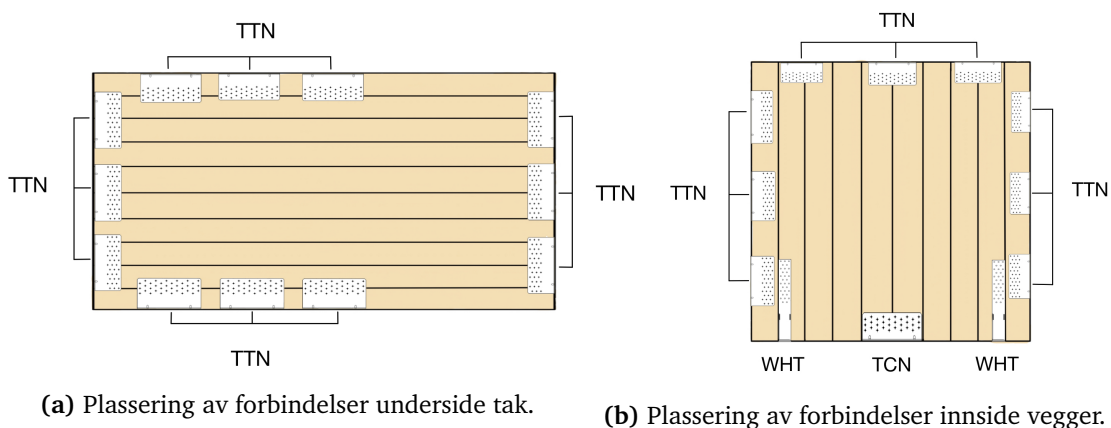 TTN
TTN
TTN
TTN
(a) Plassering av forbindelser underside tak.
TTN
TTN
TTN
WHT
TCN
WHT
(b) Plassering av forbindelser innside vegger.